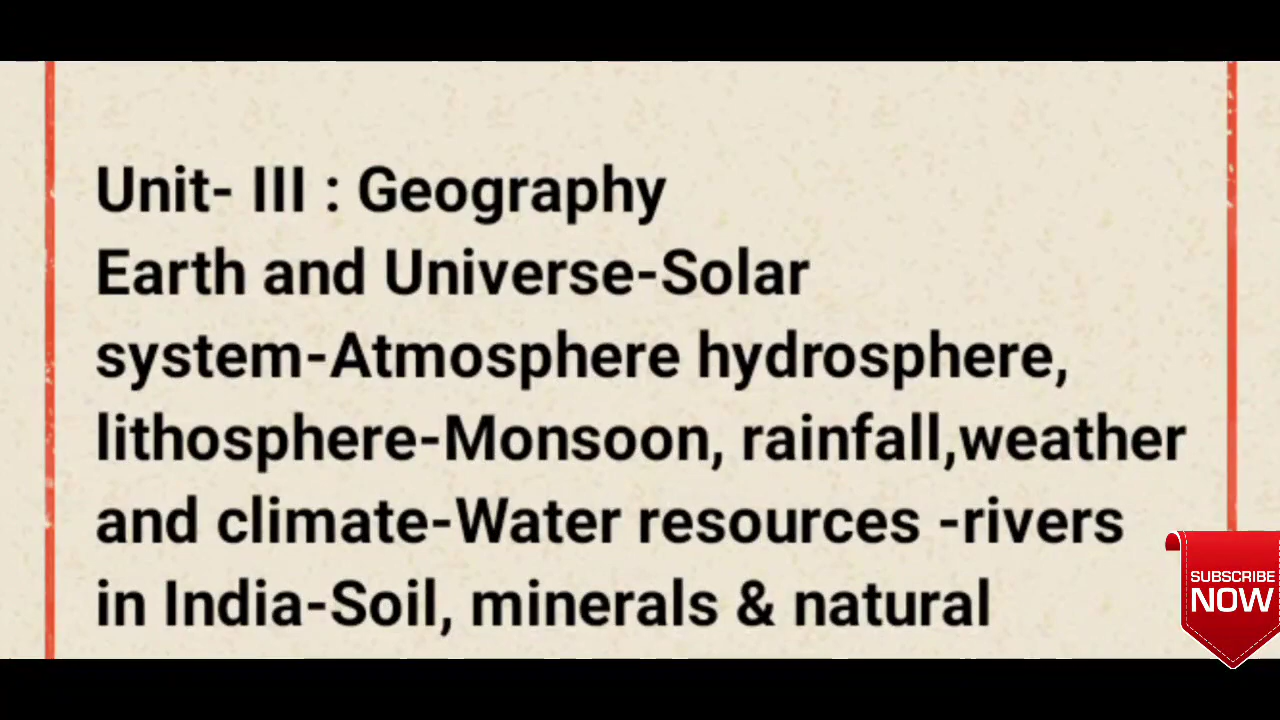 Unit- III : Geography
Earth and Universe-Solar
system-Atmosphere hydrosphere,
lithosphere-Monsoon, rainfall,weather
and climate-Water resources -rivers
in India-Soil, minerals & natural
SUBSCRIBE
NOW